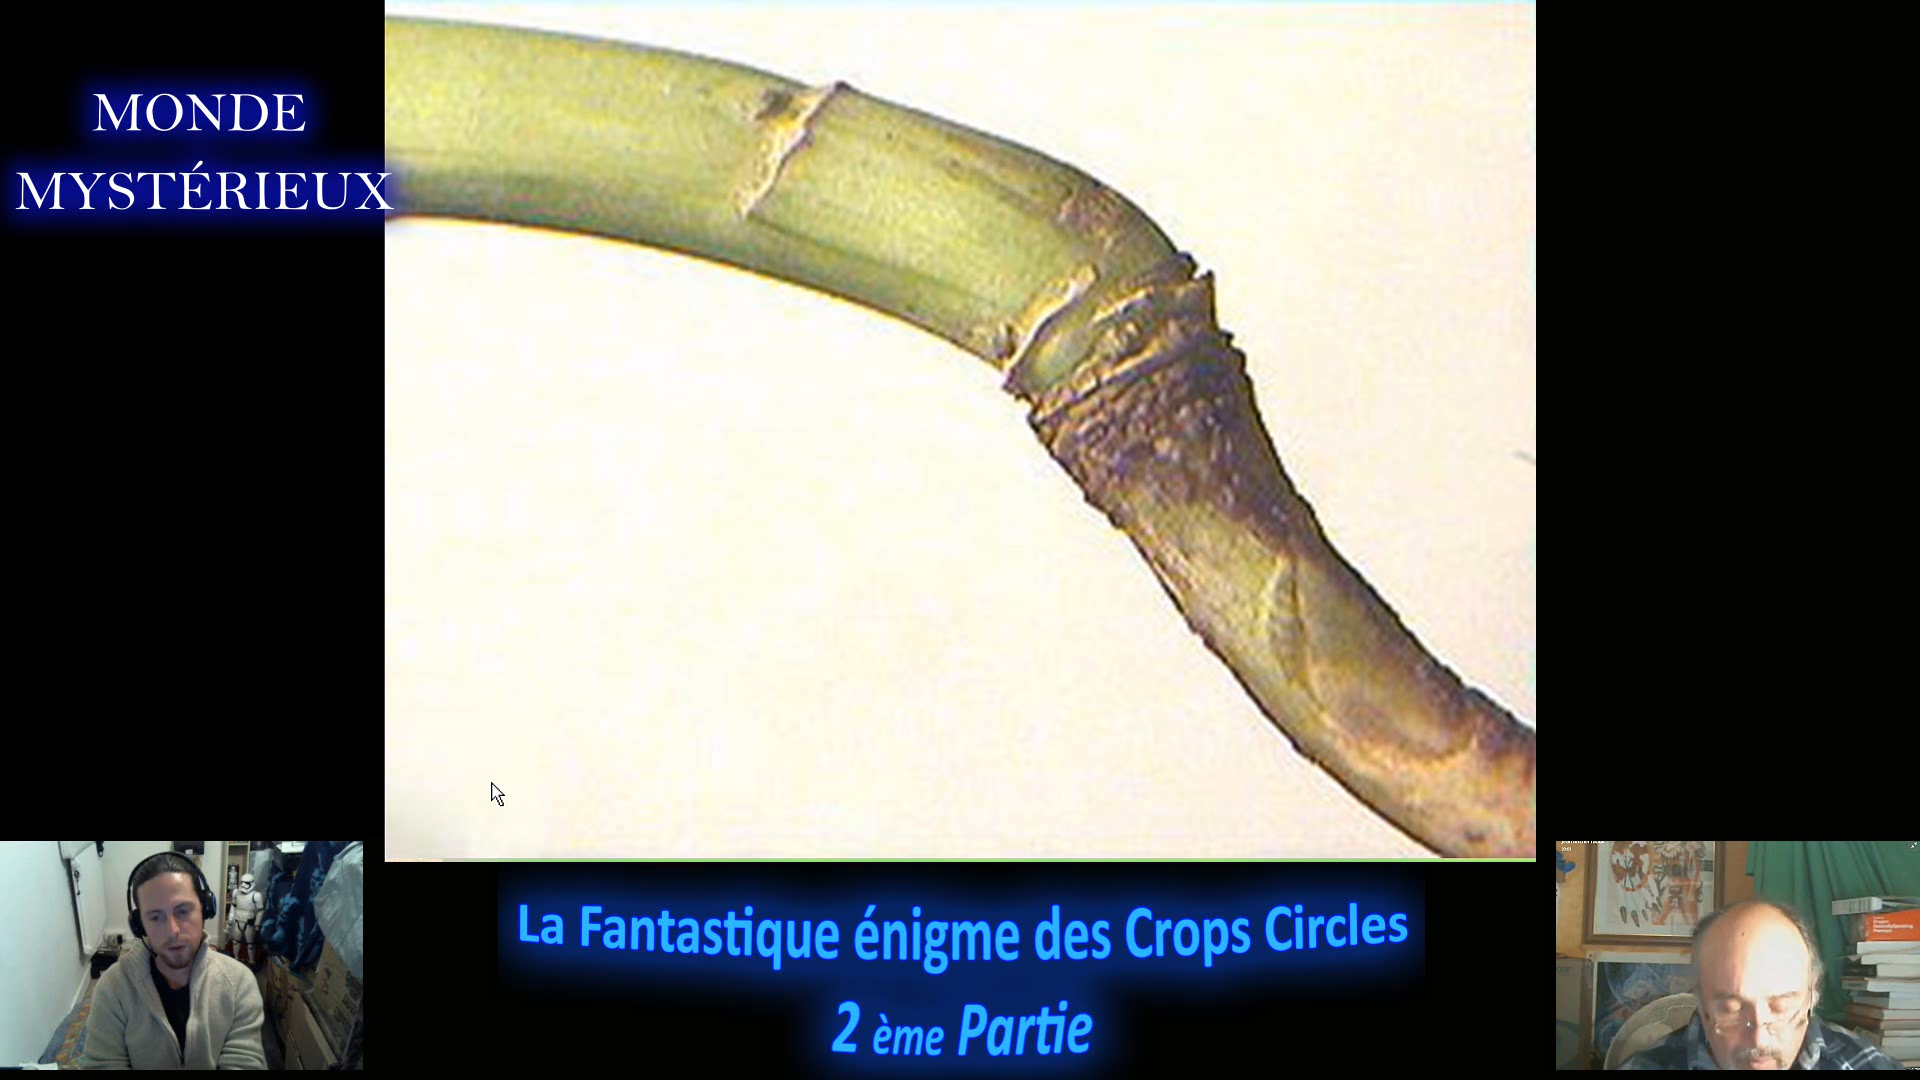 MONDE
MYSTÉRIEUX
La Fantastique énigme des Crops Circles
2 ème Partie